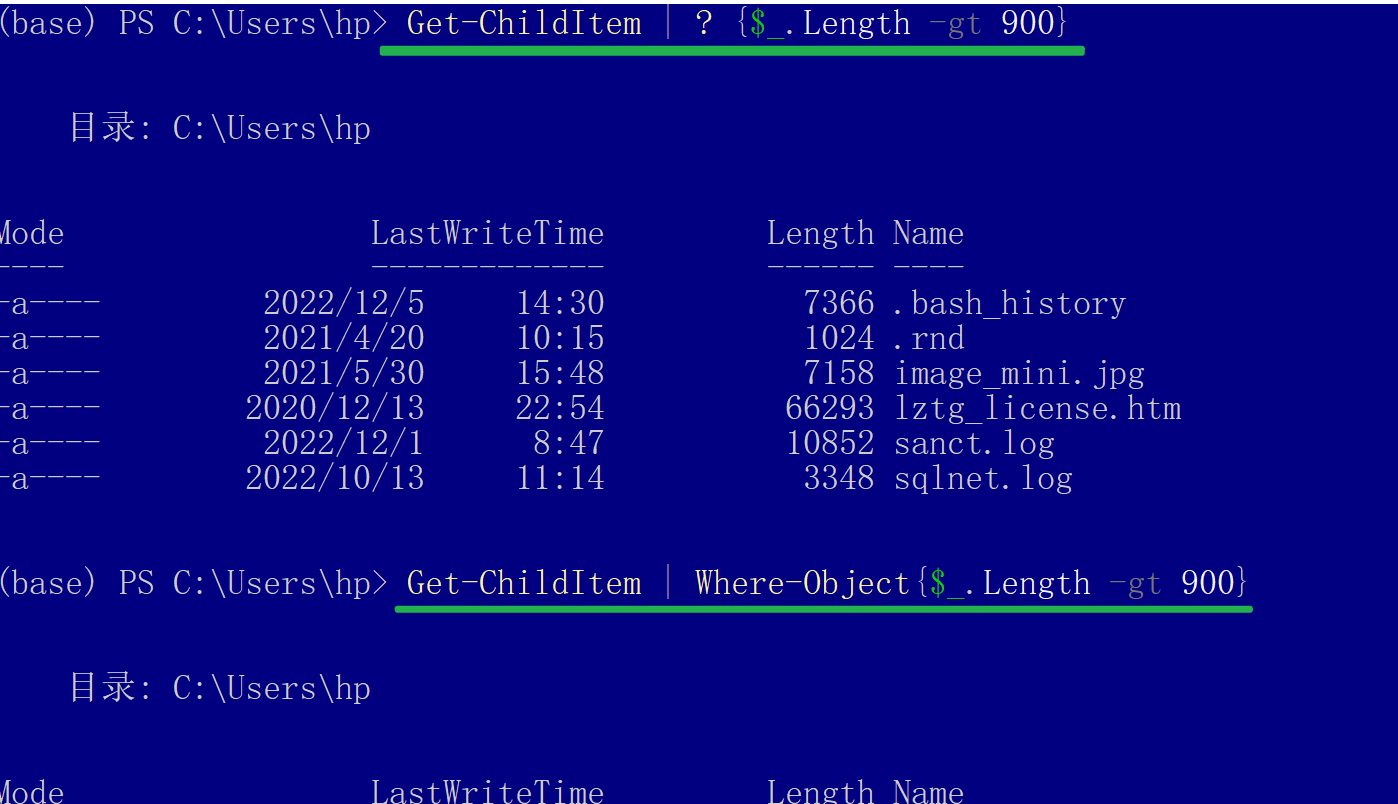 (base) PS C:\Users\hp> Get-ChildItem | ? {$_.Length -gt 900}
目录: C:\Users\hp
Mode LastWriteTime Length Name
---- ------------- ------ ----
-a---- 2022/12/5 14:30 7366 .bash_history
-a---- 2021/4/20 10:15 1024 .rnd
-a---- 2021/5/30 15:48 7158 image_mini.jpg
-a---- 2020/12/13 22:54 66293 lztg_license.htm
-a---- 2022/12/1 8:47 10852 sanct.log
-a---- 2022/10/13 11:14 3348 sqlnet.log
(base) PS C:\Users\hp> Get-ChildItem | Where-Object{$_.Length -gt 900}
目录: C:\Users\hp
Mode LastWriteTime Length Name